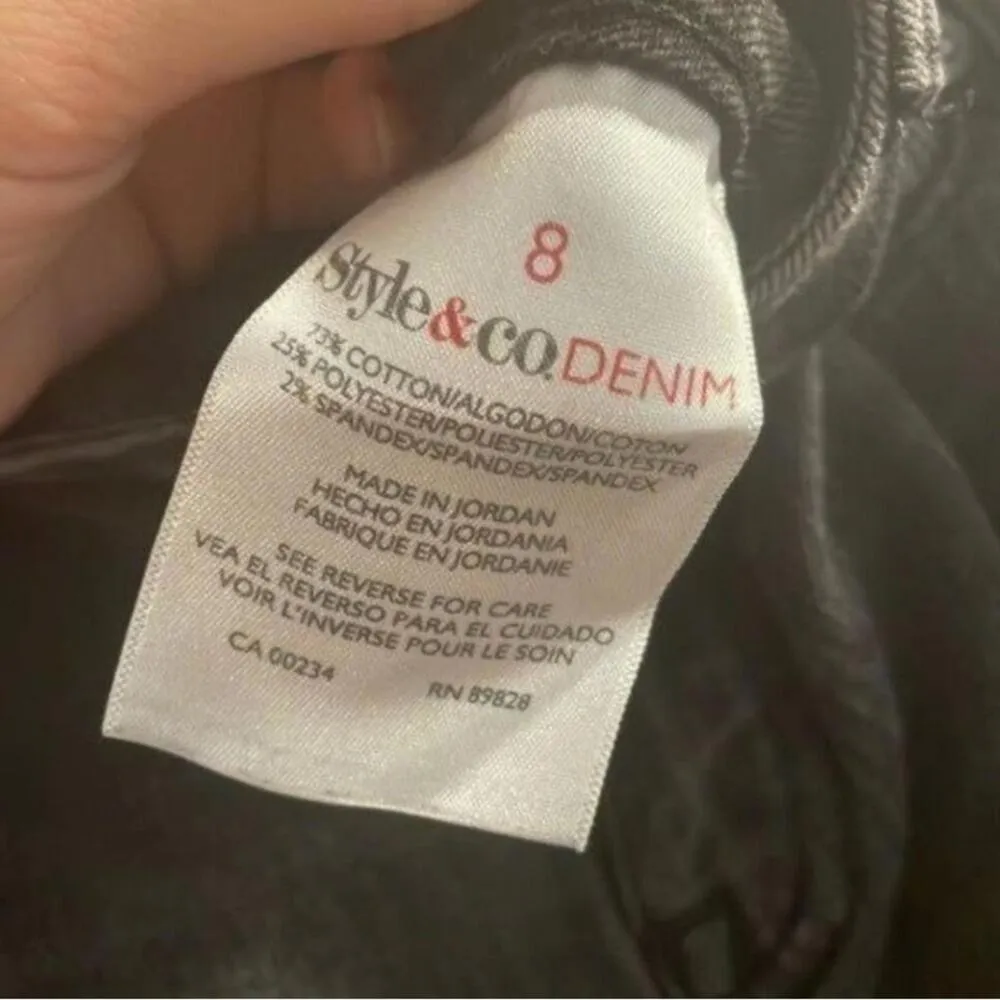 8
Style&co.DENIM
73% COTTON/ALGODON/COTON
25% POLYESTER/POLIESTER/POLYESTER
2% SPANDEX/SPANDEX/SPANDEX
MADE IN JORDAN
HECHO EN JORDANIA
FABRIQUE EN JORDANIE
SEE REVERSE FOR CARE
VEA EL REVERSO PARA EL CUIDADO
VOIR L'INVERSE POUR LE SOIN
CA 00234 RN 89828